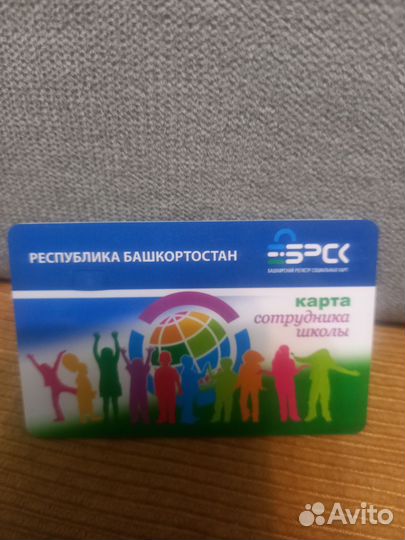 РЕСПУБЛИКА БАШКОРТОСТАН
БРСК
БАШКИРСКИЙ РЕГИСТР СОЦИАЛЬНЫХ КАРТ
карта
сотрудника
школы
Avito